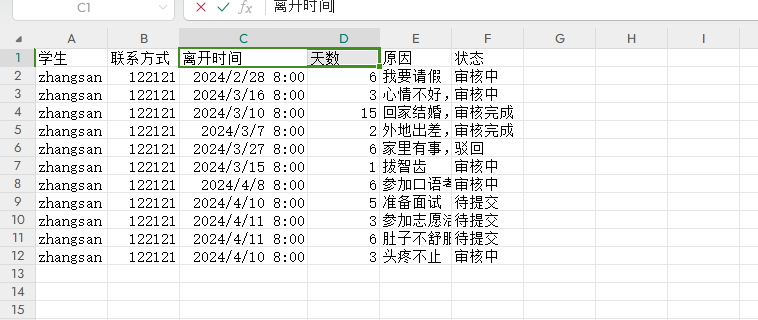 C1 fx 离开时间
A B C D E F G H I
1 学生 联系方式 离开时间 天数 原因 状态
2 zhangsan 122121 2024/2/28 8:00 6 我要请假 审核中
3 zhangsan 122121 2024/3/16 8:00 3 心情不好， 审核中
4 zhangsan 122121 2024/3/10 8:00 15 回家结婚， 审核完成
5 zhangsan 122121 2024/3/7 8:00 2 外地出差， 审核完成
6 zhangsan 122121 2024/3/27 8:00 6 家里有事， 驳回
7 zhangsan 122121 2024/3/15 8:00 1 拔智齿 审核中
8 zhangsan 122121 2024/4/8 8:00 6 参加口语 审核中
9 zhangsan 122121 2024/4/10 8:00 5 准备面试 待提交
10 zhangsan 122121 2024/4/11 8:00 3 参加志愿 待提交
11 zhangsan 122121 2024/4/11 8:00 6 肚子不舒服 待提交
12 zhangsan 122121 2024/4/10 8:00 3 头疼不止 审核中
13
14
15